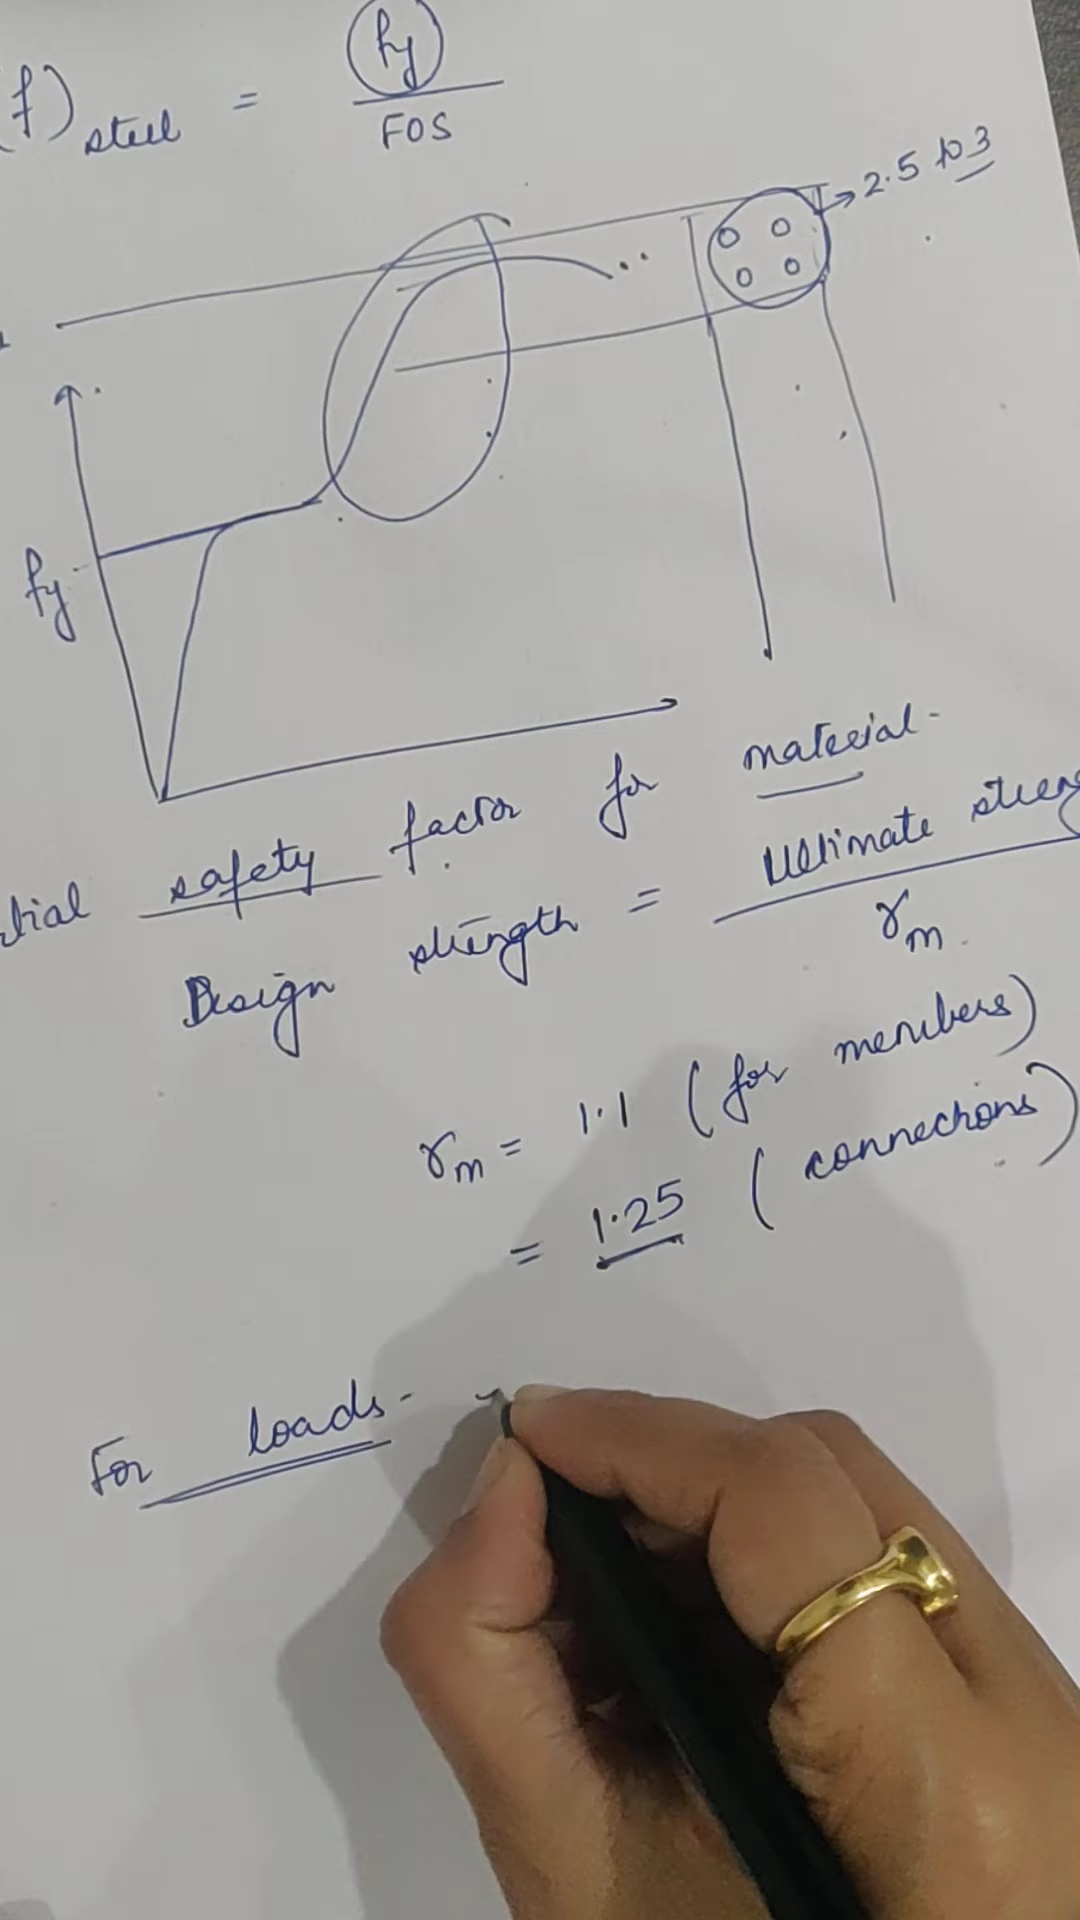 (f)steel = fy
FOS
2.5 to 3
fy
safety factor for material-
Design strength = Ultimate
γm
γm = 1.1 (for members)
= 1.25 (connections)
For loads-